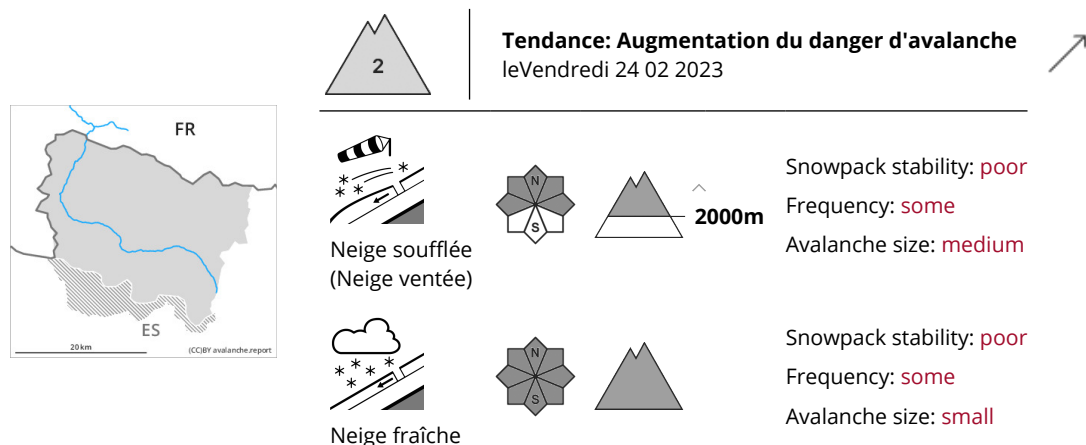 2
Tendance: Augmentation du danger d'avalanche
leVendredi 24 02 2023
FR
ES
20 km
(CC)BY avalanche.report
N
S
2000m
Snowpack stability: poor
Frequency: some
Avalanche size: medium
Neige soufflée
(Neige ventée)
N
S
Snowpack stability: poor
Frequency: some
Avalanche size: small
Neige fraîche